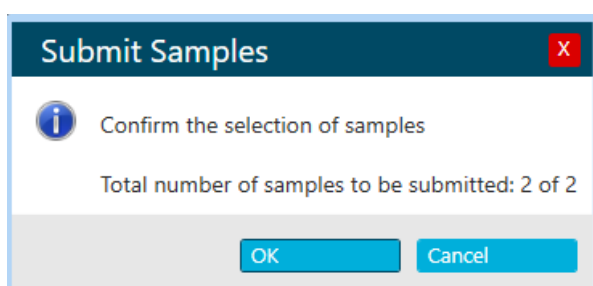 Submit Samples
X
i
Confirm the selection of samples
Total number of samples to be submitted: 2 of 2
OK
Cancel